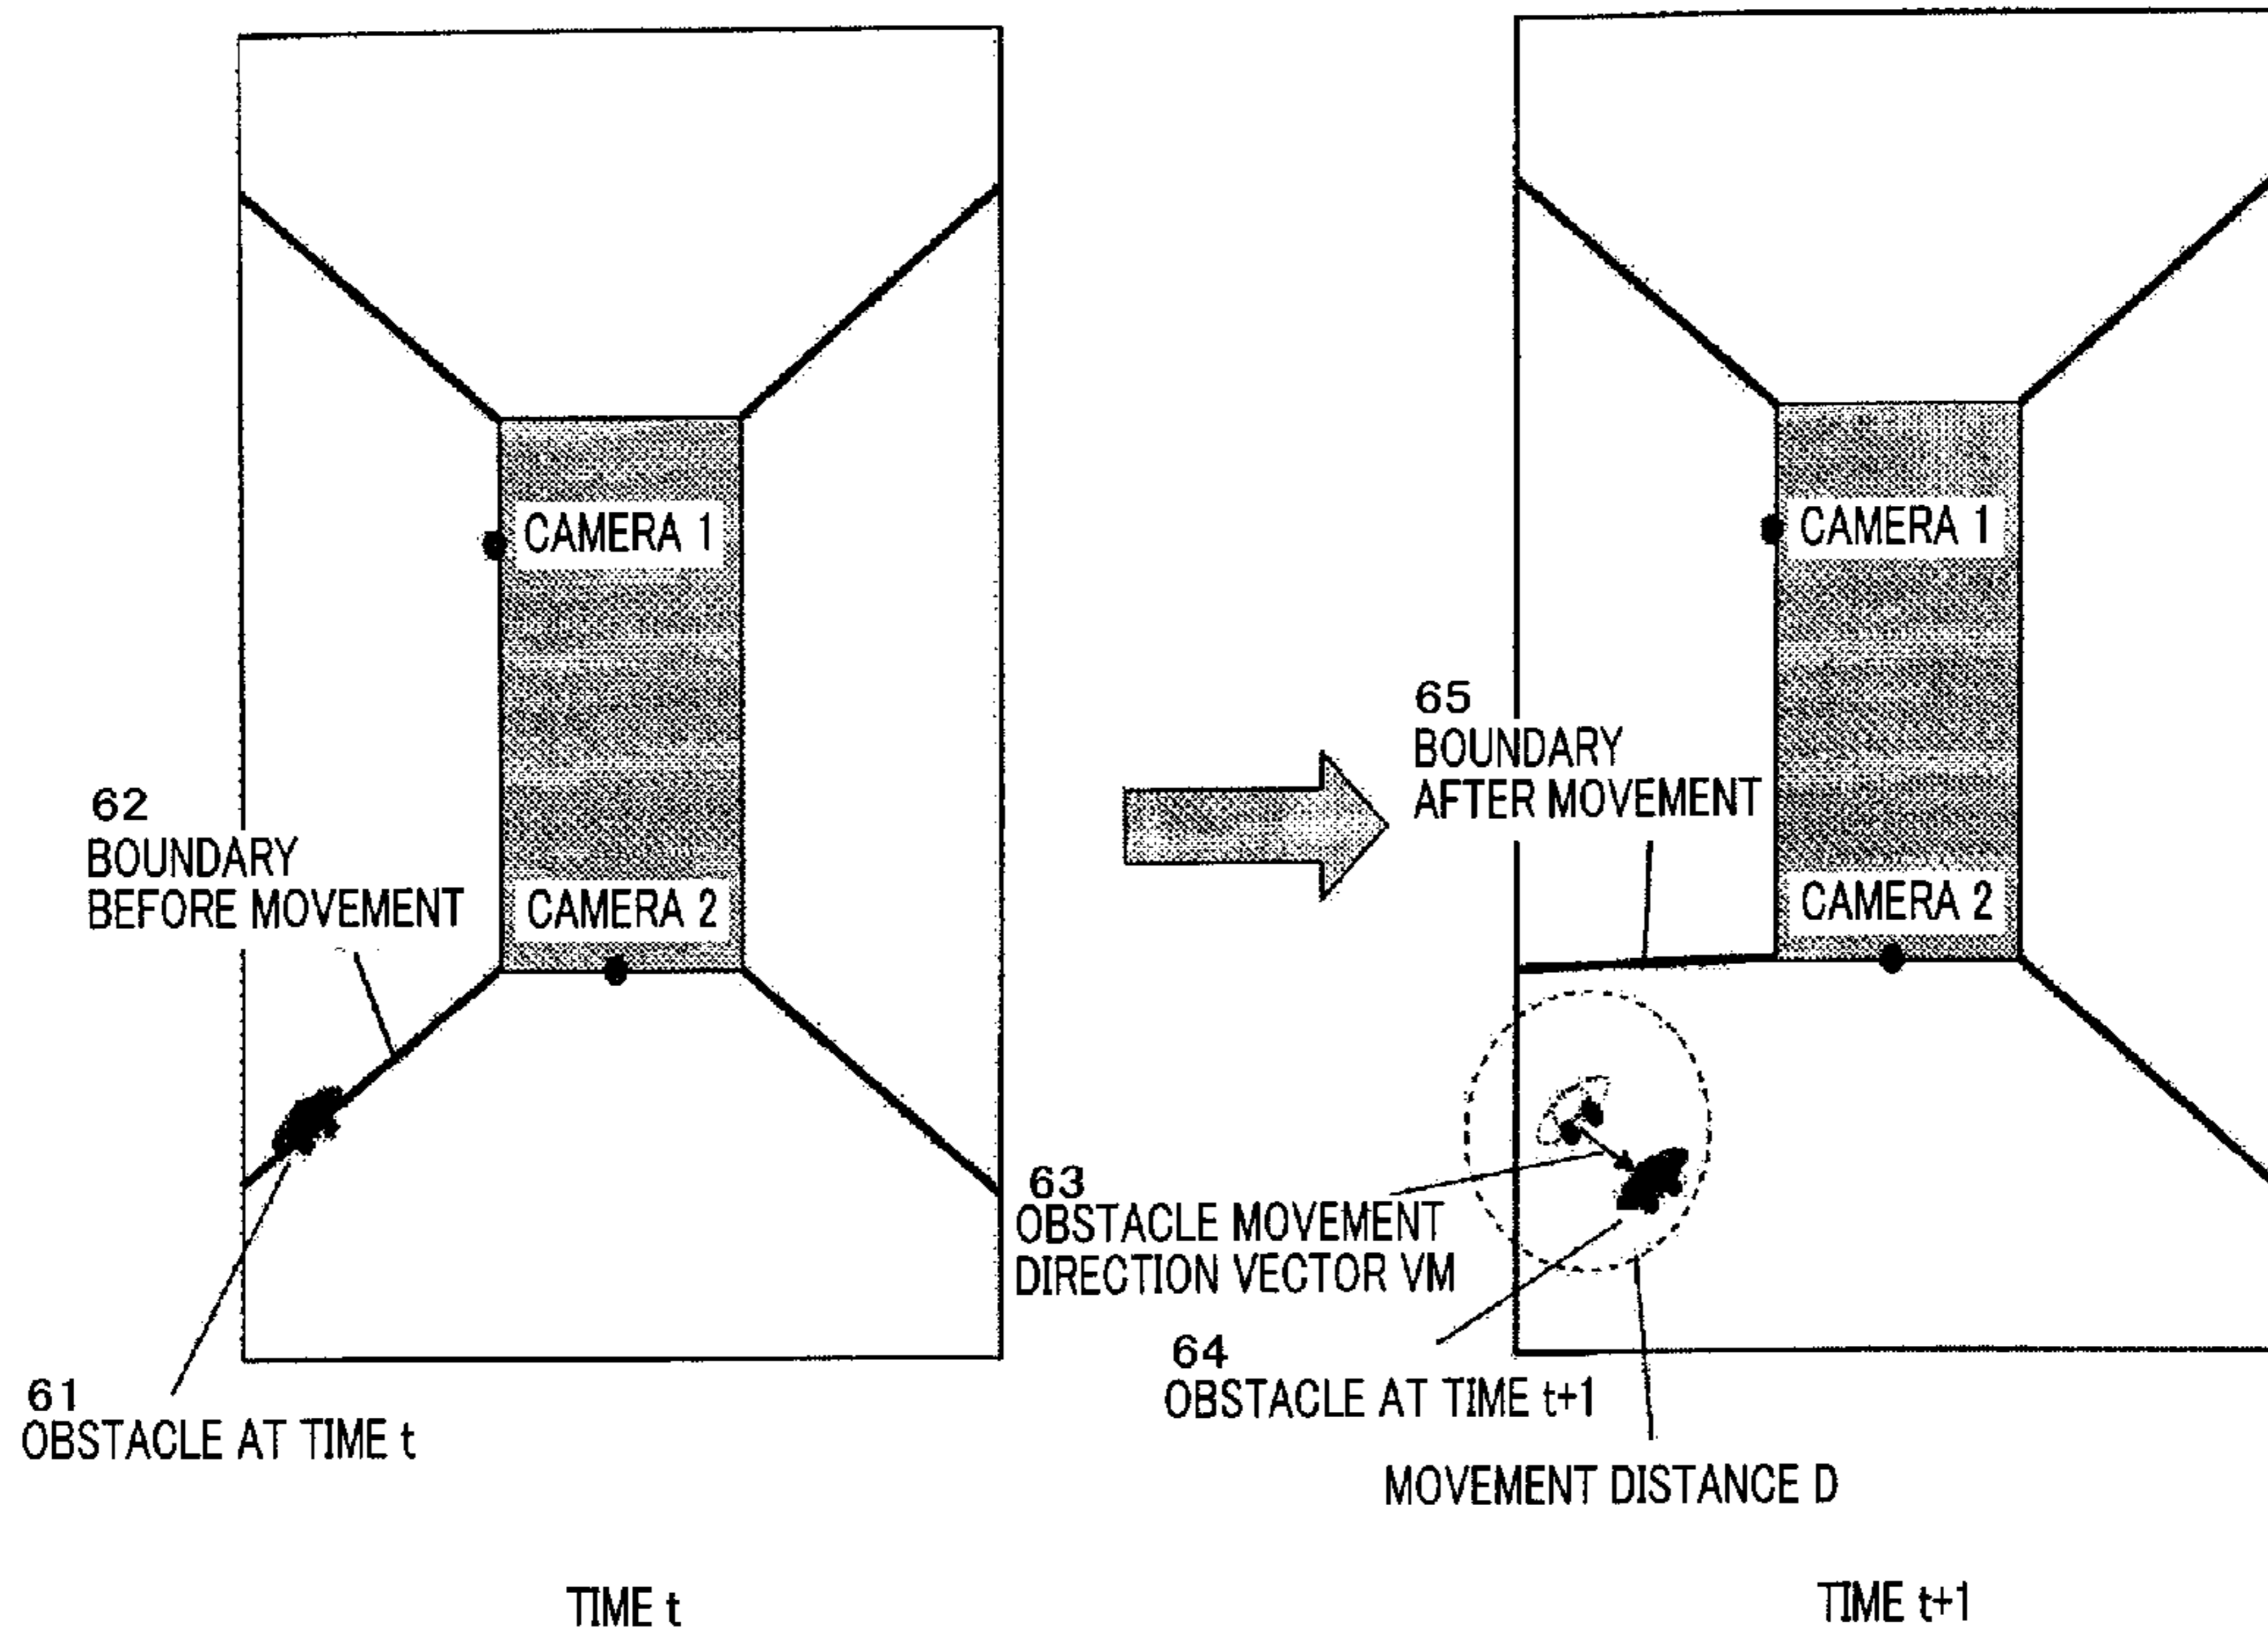 CAMERA 1
62
BOUNDARY
BEFORE MOVEMENT
CAMERA 2
61
OBSTACLE AT TIME t
TIME t
CAMERA 1
65
BOUNDARY
AFTER MOVEMENT
CAMERA 2
63
OBSTACLE MOVEMENT
DIRECTION VECTOR VM
64
OBSTACLE AT TIME t+1
MOVEMENT DISTANCE D
TIME t+1